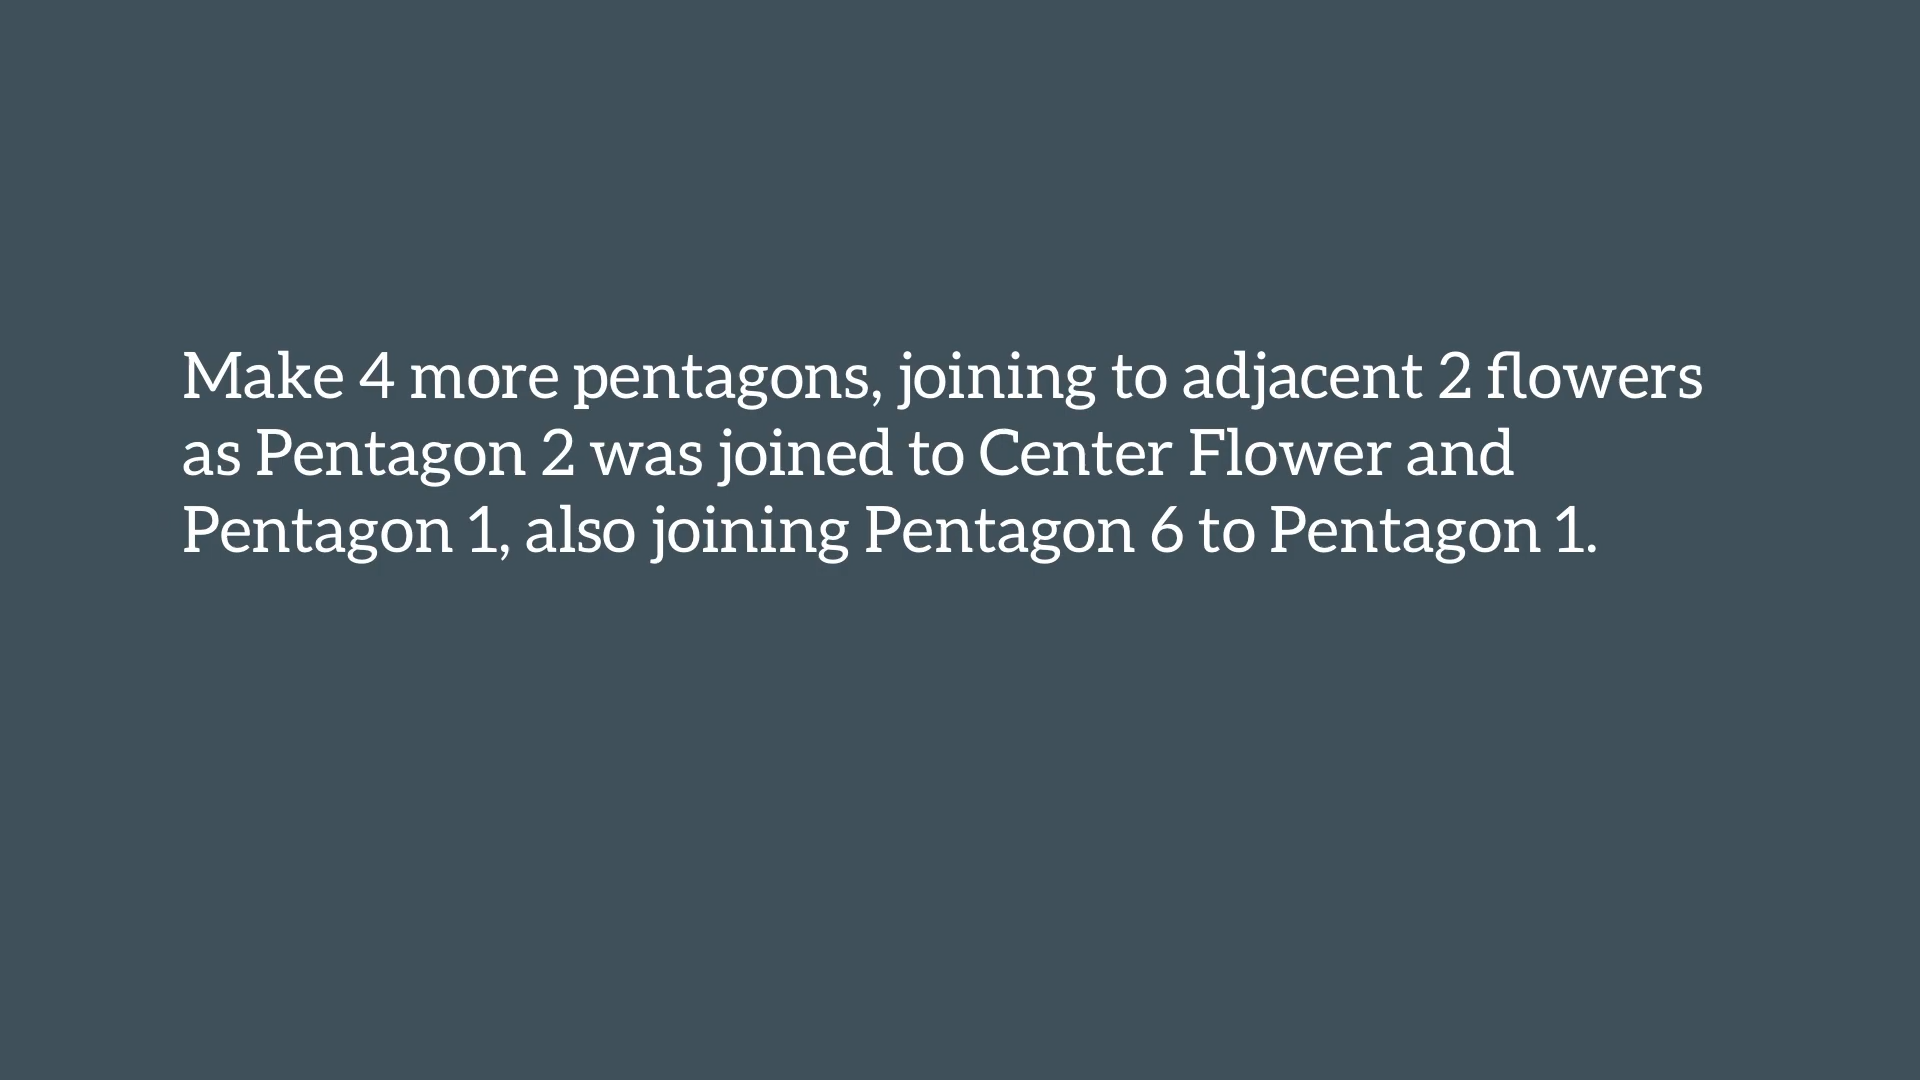 Make 4 more pentagons, joining to adjacent 2 flowers
as Pentagon 2 was joined to Center Flower and
Pentagon 1, also joining Pentagon 6 to Pentagon 1.